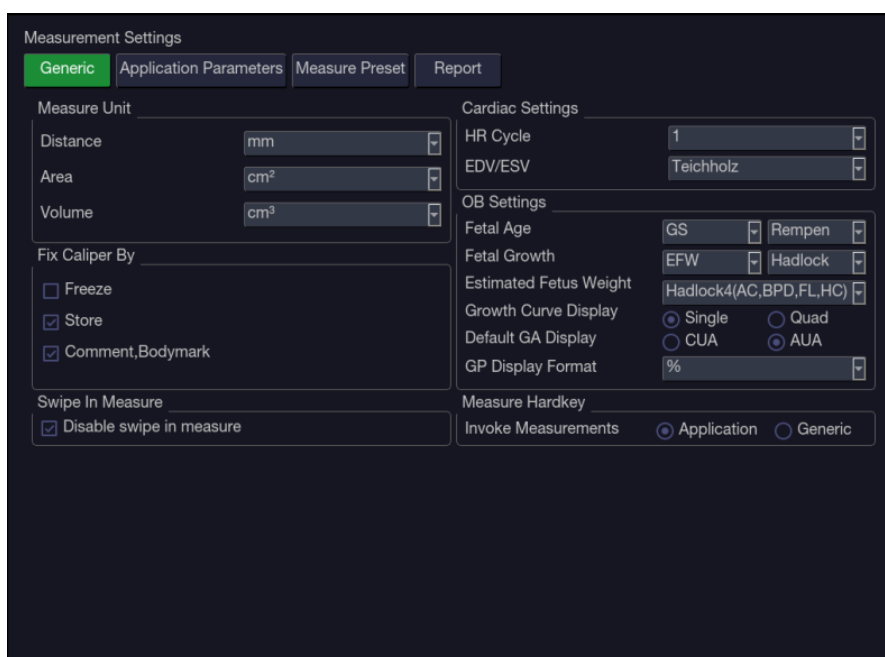 Measurement Settings
Generic Application Parameters Measure Preset Report
Measure Unit
Distance mm
Area cm²
Volume cm³
Fix Caliper By
Freeze
Store
Comment,Bodymark
Swipe In Measure
Disable swipe in measure
Cardiac Settings
HR Cycle 1
EDV/ESV Teichholz
OB Settings
Fetal Age GS Rempen
Fetal Growth EFW Hadlock
Estimated Fetus Weight Hadlock4(AC,BPD,FL,HC)
Growth Curve Display Single Quad
Default GA Display CUA AUA
GP Display Format %
Measure Hardkey
Invoke Measurements Application Generic